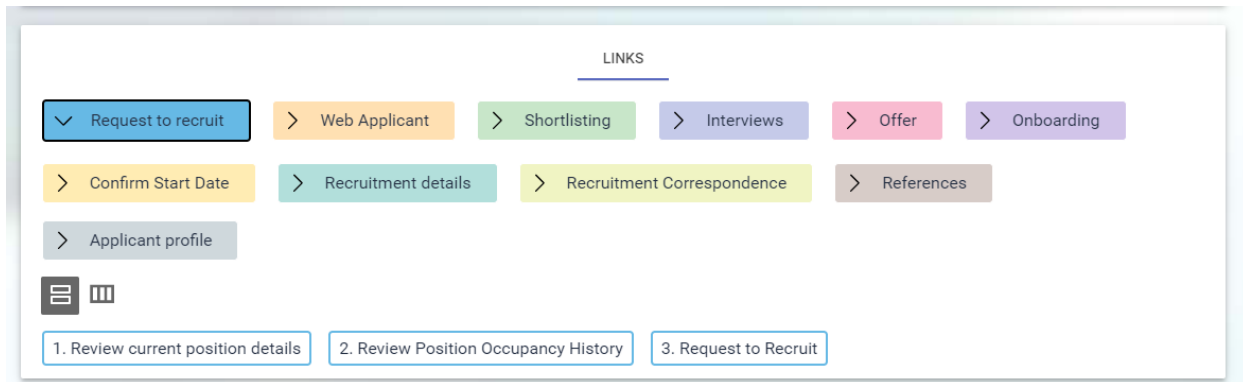 LINKS
Request to recruit Web Applicant Shortlisting Interviews Offer Onboarding
Confirm Start Date Recruitment details Recruitment Correspondence References
Applicant profile
1. Review current position details 2. Review Position Occupancy History 3. Request to Recruit